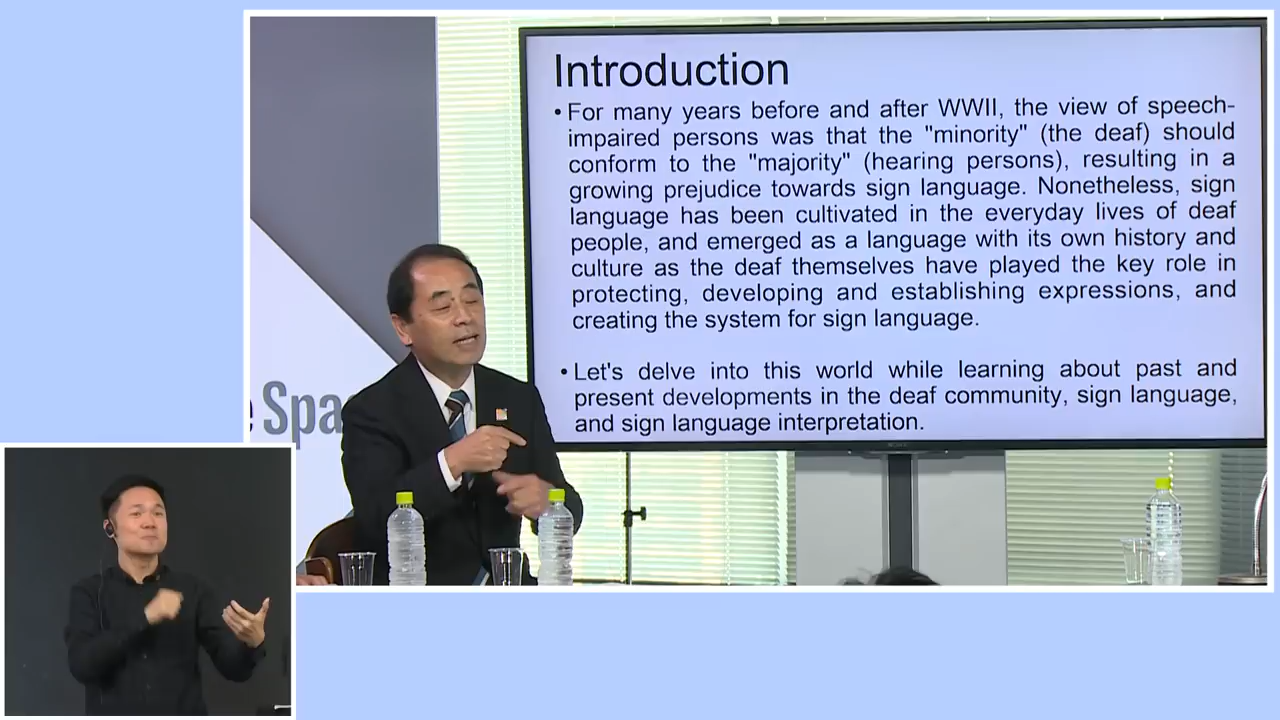 Introduction
• For many years before and after WWII, the view of speech-
impaired persons was that the "minority" (the deaf) should
conform to the "majority" (hearing persons), resulting in a
growing prejudice towards sign language. Nonetheless, sign
language has been cultivated in the everyday lives of deaf
people, and emerged as a language with its own history and
culture as the deaf themselves have played the key role in
protecting, developing and establishing expressions, and
creating the system for sign language.
• Let's delve into this world while learning about past and
present developments in the deaf community, sign language,
and sign language interpretation.
e Spa
SONY